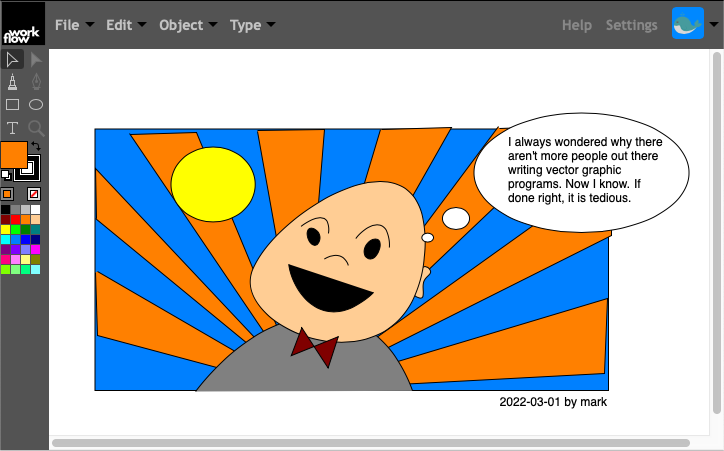 work
flow
File Edit Object Type Help Settings
T
I always wondered why there
aren't more people out there
writing vector graphic
programs. Now I know. If
done right, it is tedious.
2022-03-01 by mark